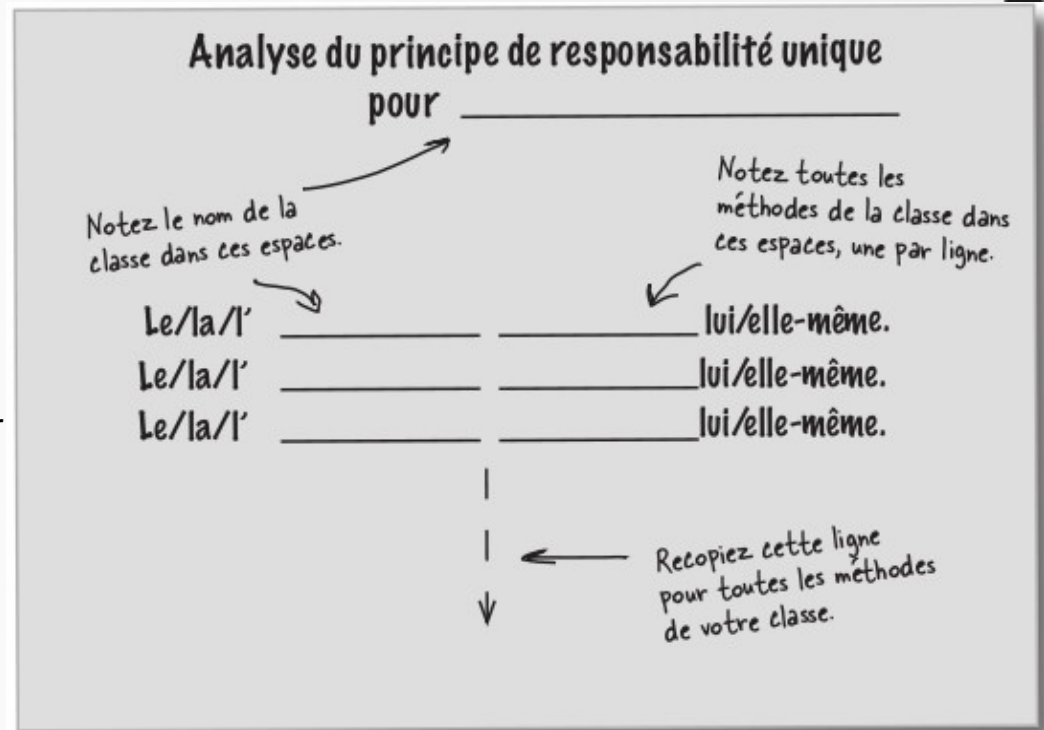 Analyse du principe de responsabilité unique
pour
Notez le nom de la
classe dans ces espaces.
Notez toutes les
méthodes de la classe dans
ces espaces, une par ligne.
Le/la/l' lui/elle-même.
Le/la/l' lui/elle-même.
Le/la/l' lui/elle-même.
Recopiez cette ligne
pour toutes les méthodes
de votre classe.